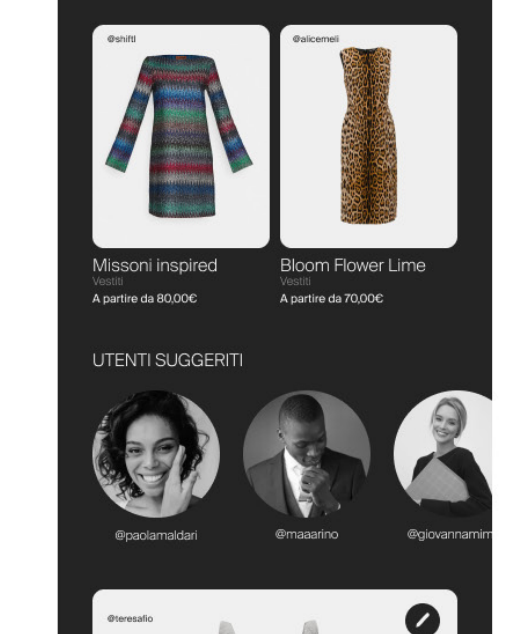 @shiftl
@alicemeli
Missoni inspired
Vestiti
A partire da 80,00€
Bloom Flower Lime
Vestiti
A partire da 70,00€
UTENTI SUGGERITI
@paolamaldari
@maaarino
@giovannamim
@teresafio